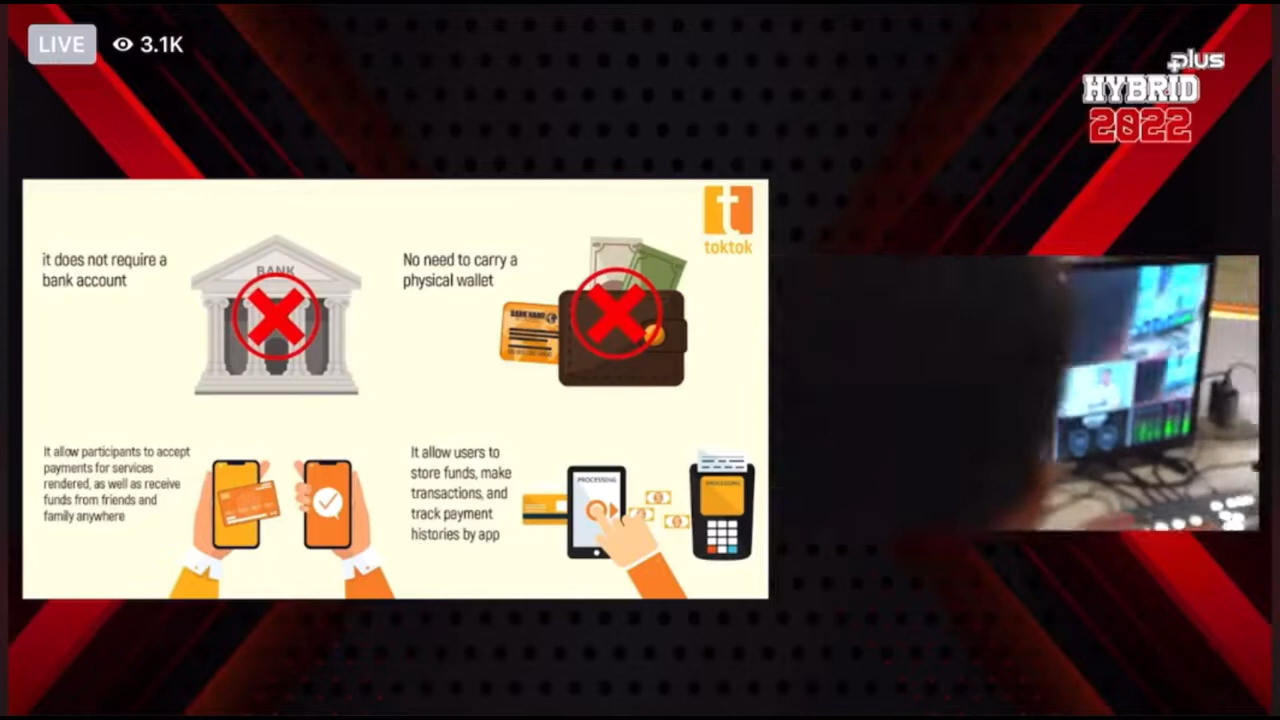 LIVE
3.1K
plus
HYBRID
2022
toktok
it does not require a
bank account
BANK
No need to carry a
physical wallet
It allow participants to accept
payments for services
rendered, as well as receive
funds from friends and
family anywhere
It allow users to
store funds, make
transactions, and
track payment
histories by app
PROCESSING
PROCESSING